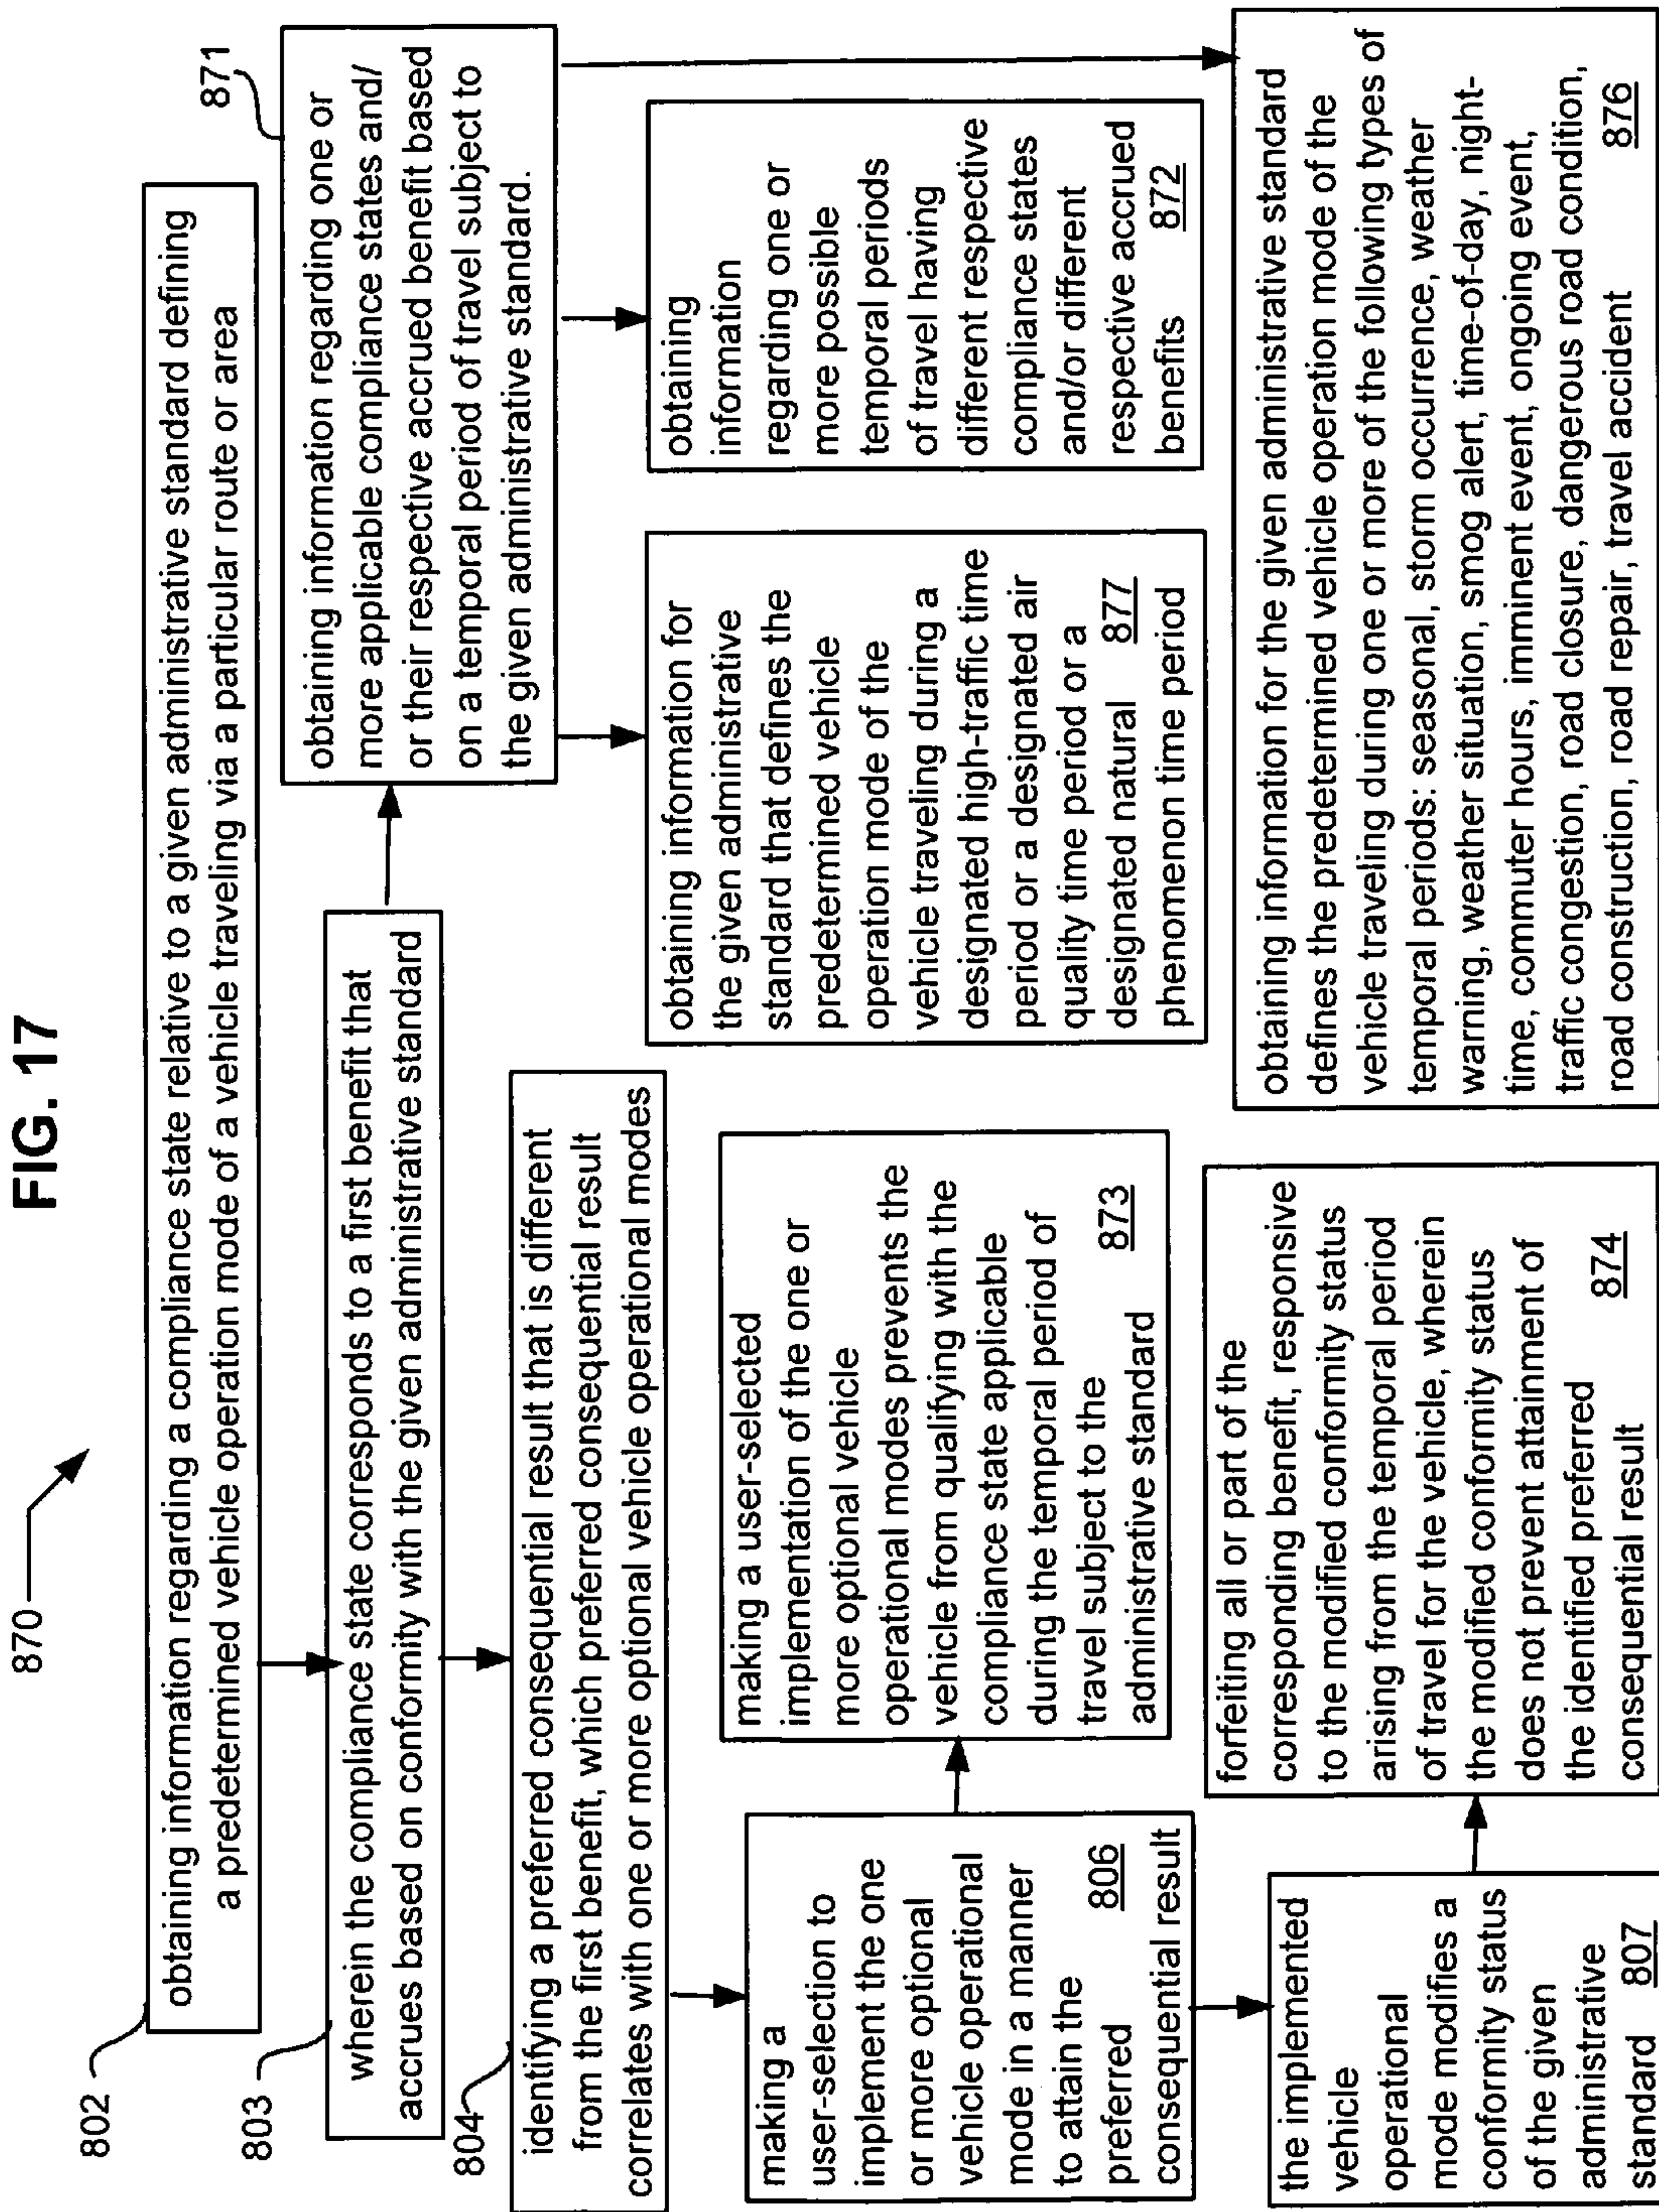 FIG. 17
870
802
obtaining information regarding a compliance state relative to a given administrative standard defining
a predetermined vehicle operation mode of a vehicle traveling via a particular route or area
803
wherein the compliance state corresponds to a first benefit that
accrues based on conformity with the given administrative standard
871
obtaining information regarding one or
more applicable compliance states and/
or their respective accrued benefit based
on a temporal period of travel subject to
the given administrative standard.
804
identifying a preferred consequential result that is different
from the first benefit, which preferred consequential result
correlates with one or more optional vehicle operational modes
making a
user-selection to
implement the one
or more optional
vehicle operational
mode in a manner
to attain the
preferred 806
consequential result
making a user-selected
implementation of the one or
more optional vehicle
operational modes prevents the
vehicle from qualifying with the
compliance state applicable
during the temporal period of
travel subject to the 873
administrative standard
obtaining information for
the given administrative
standard that defines the
predetermined vehicle
operation mode of the
vehicle traveling during a
designated high-traffic time
period or a designated air
quality time period or a
designated natural 877
phenomenon time period
obtaining
information
regarding one or
more possible
temporal periods
of travel having
different respective
compliance states
and/or different
respective accrued
benefits 872
the implemented
vehicle
operational
mode modifies a
conformity status
of the given
administrative
standard 807
forfeiting all or part of the
corresponding benefit, responsive
to the modified conformity status
arising from the temporal period
of travel for the vehicle, wherein
the modified conformity status
does not prevent attainment of
the identified preferred
consequential result 874
obtaining information for the given administrative standard
defines the predetermined vehicle operation mode of the
vehicle traveling during one or more of the following types of
temporal periods: seasonal, storm occurrence, weather
warning, weather situation, smog alert, time-of-day, night-
time, commuter hours, imminent event, ongoing event,
traffic congestion, road closure, dangerous road condition,
road construction, road repair, travel accident 876